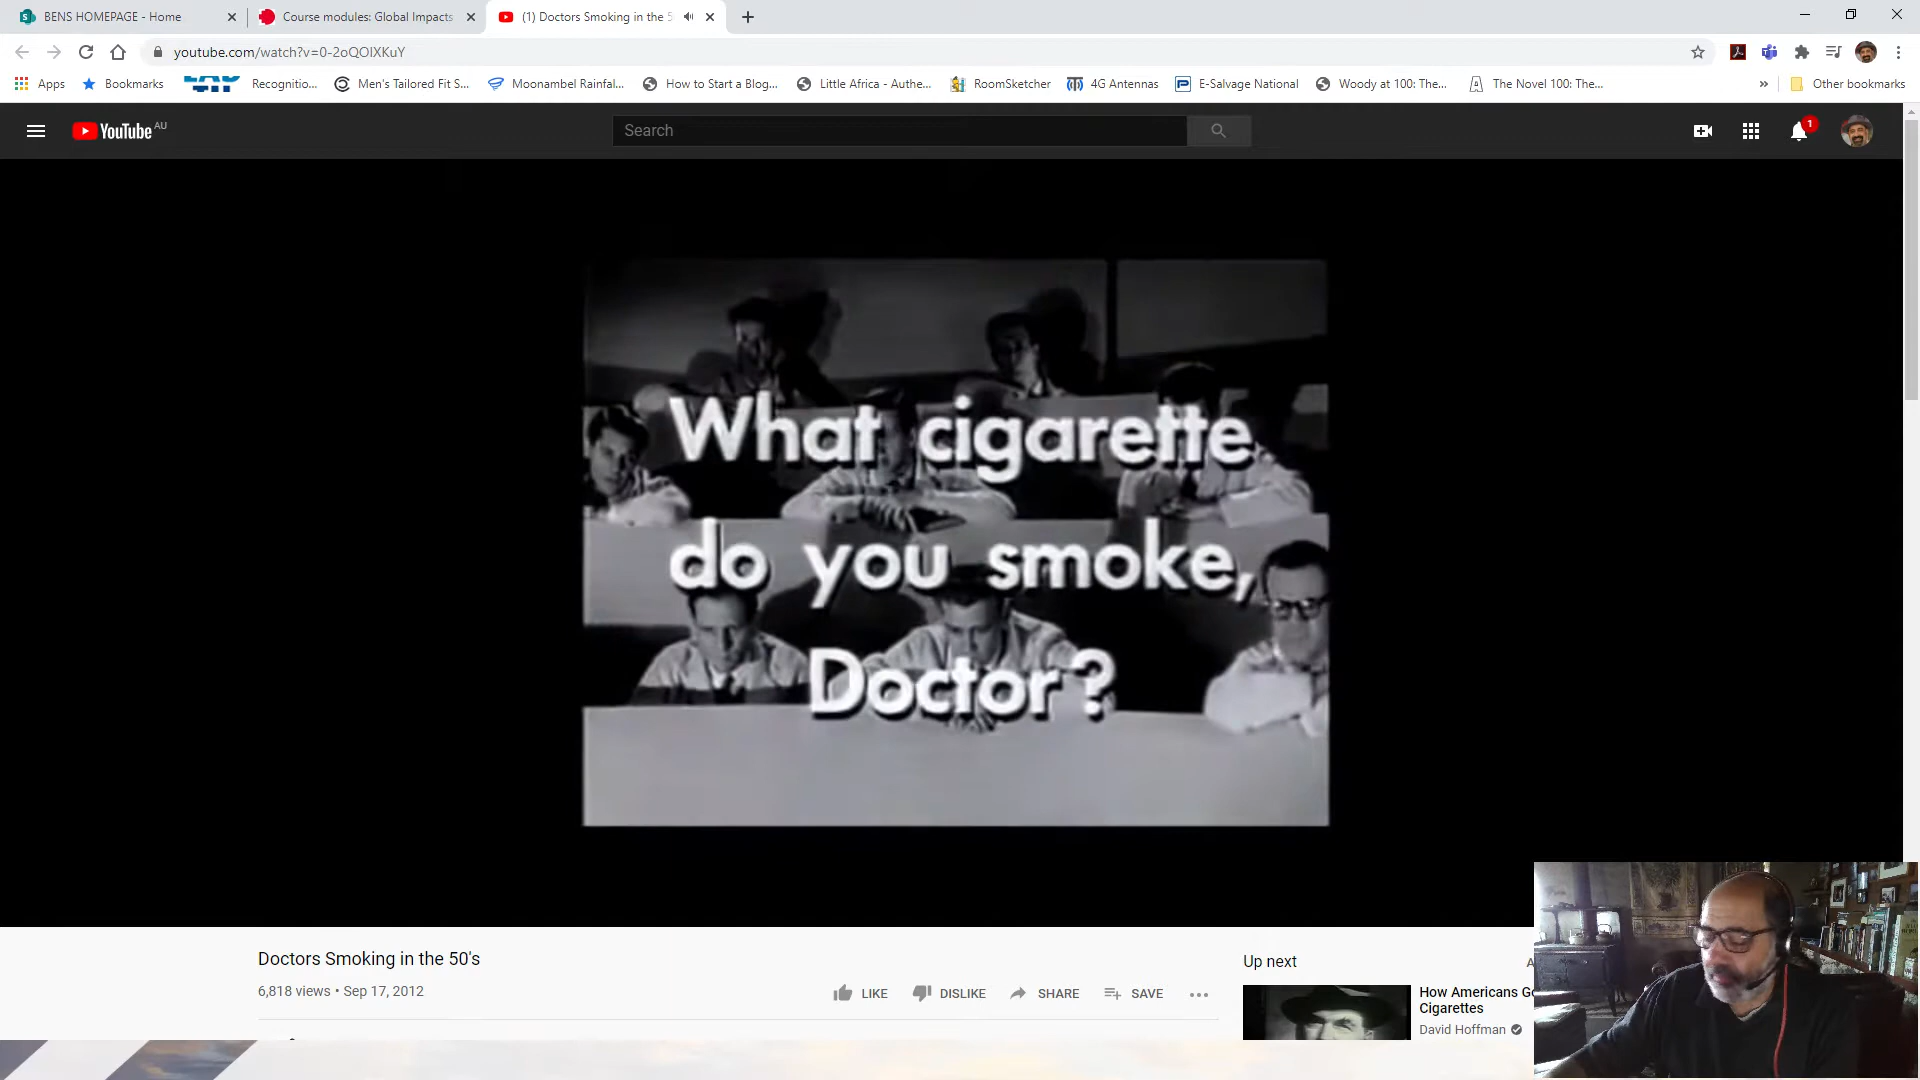 BENS HOMEPAGE - Home
Course modules: Global Impacts
(1) Doctors Smoking in the 5
youtube.com/watch?v=0-2oQOIXKuY
Apps
Bookmarks
Recognitio...
Men's Tailored Fit S...
Moonambel Rainfal...
How to Start a Blog...
Little Africa - Authe...
RoomSketcher
4G Antennas
E-Salvage National
Woody at 100: The...
The Novel 100: The...
»
Other bookmarks
YouTube AU
Search
1
What cigarette
do you smoke,
Doctor?
Doctors Smoking in the 50's
6,818 views • Sep 17, 2012
LIKE
DISLIKE
SHARE
SAVE
Up next
How Americans G
Cigarettes
David Hoffman